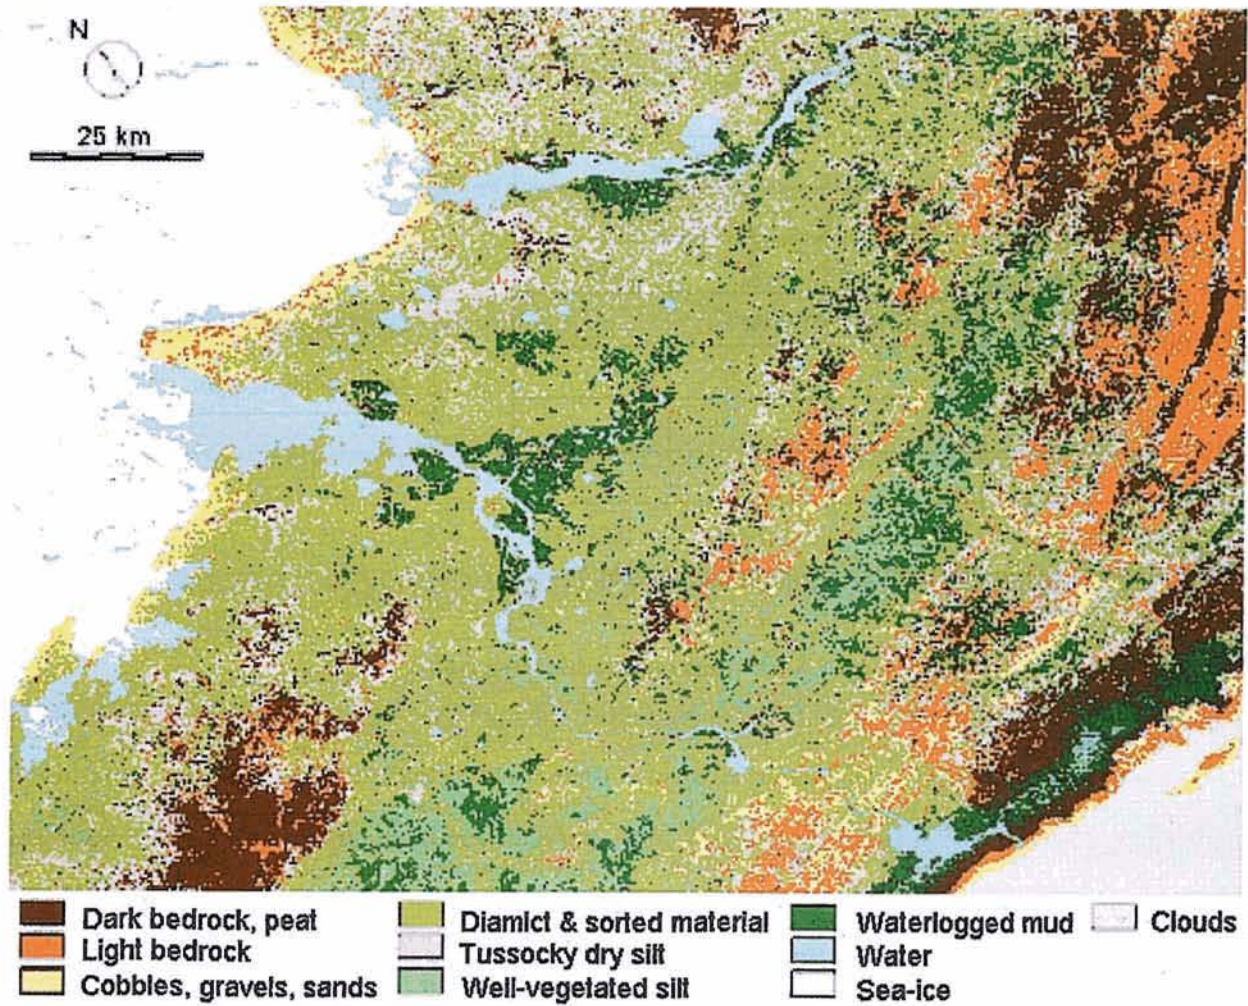 N
25 km
Dark bedrock, peat
Light bedrock
Cobbles, gravels, sands
Diamict & sorted material
Tussocky dry silt
Well-vegetated silt
Waterlogged mud
Water
Sea-ice
Clouds